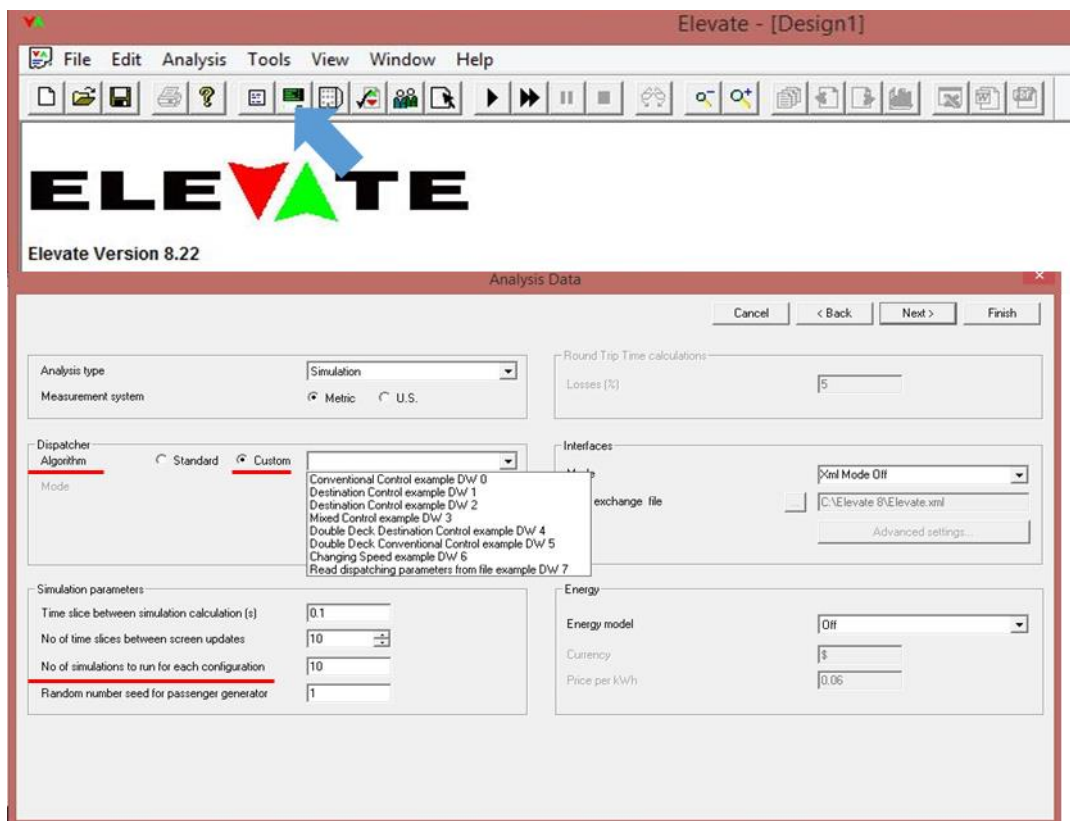 Elevate - [Design1]
File Edit Analysis Tools View Window Help
ELEVATE
Elevate Version 8.22
Analysis Data
Cancel < Back Next > Finish
Analysis type Simulation
Measurement system Metric U.S.
Round Trip Time calculations
Losses (%) 5
Dispatcher
Algorithm Standard Custom
Mode
Conventional Control example DW 0
Destination Control example DW 1
Destination Control example DW 2
Mixed Control example DW 3
Double Deck Destination Control example DW 4
Double Deck Conventional Control example DW 5
Changing Speed example DW 6
Read dispatching parameters from file example DW 7
Interfaces
Xml Mode Off
exchange file ... C:\Elevate 8\Elevate.xml
Advanced settings...
Simulation parameters
Time slice between simulation calculation (s) 0.1
No of time slices between screen updates 10
No of simulations to run for each configuration 10
Random number seed for passenger generator 1
Energy
Energy model Off
Currency $
Price per kWh 0.06